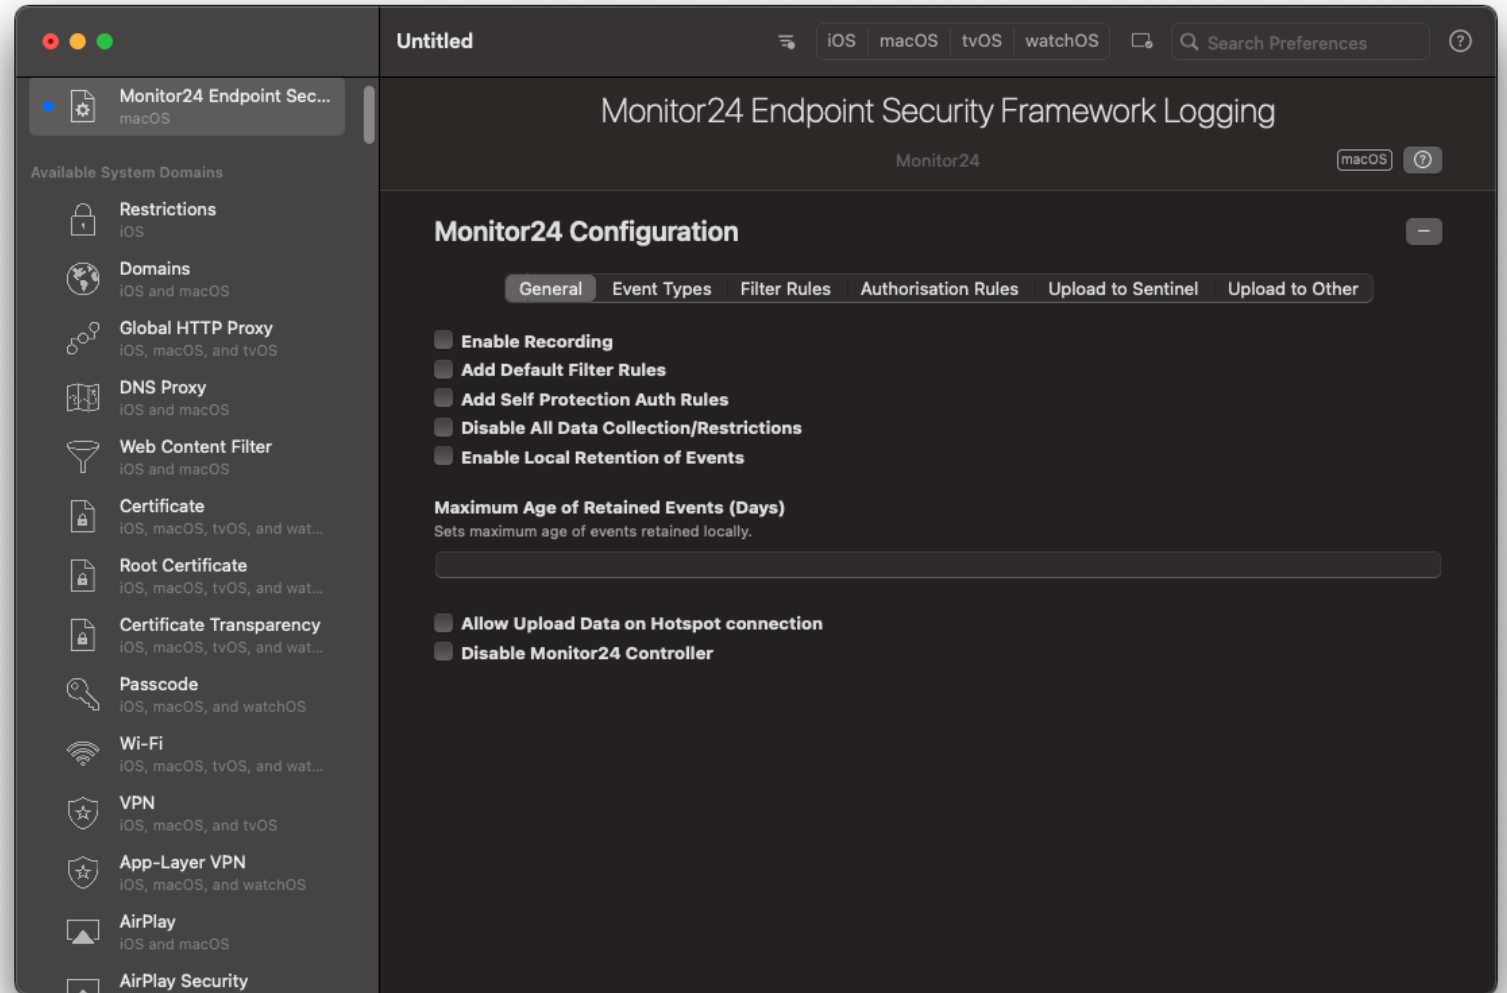 Untitled
iOS macOS tvOS watchOS
Search Preferences
?
Monitor24 Endpoint Sec...
macOS
Available System Domains
Restrictions
iOS
Domains
iOS and macOS
Global HTTP Proxy
iOS, macOS, and tvOS
DNS Proxy
iOS and macOS
Web Content Filter
iOS and macOS
Certificate
iOS, macOS, tvOS, and wat...
Root Certificate
iOS, macOS, tvOS, and wat...
Certificate Transparency
iOS, macOS, tvOS, and wat...
Passcode
iOS, macOS, and watchOS
Wi-Fi
iOS, macOS, tvOS, and wat...
VPN
iOS, macOS, and tvOS
App-Layer VPN
iOS, macOS, and watchOS
AirPlay
iOS and macOS
AirPlay Security
Monitor24 Endpoint Security Framework Logging
Monitor24
macOS ?
Monitor24 Configuration
General Event Types Filter Rules Authorisation Rules Upload to Sentinel Upload to Other
Enable Recording
Add Default Filter Rules
Add Self Protection Auth Rules
Disable All Data Collection/Restrictions
Enable Local Retention of Events
Maximum Age of Retained Events (Days)
Sets maximum age of events retained locally.
Allow Upload Data on Hotspot connection
Disable Monitor24 Controller